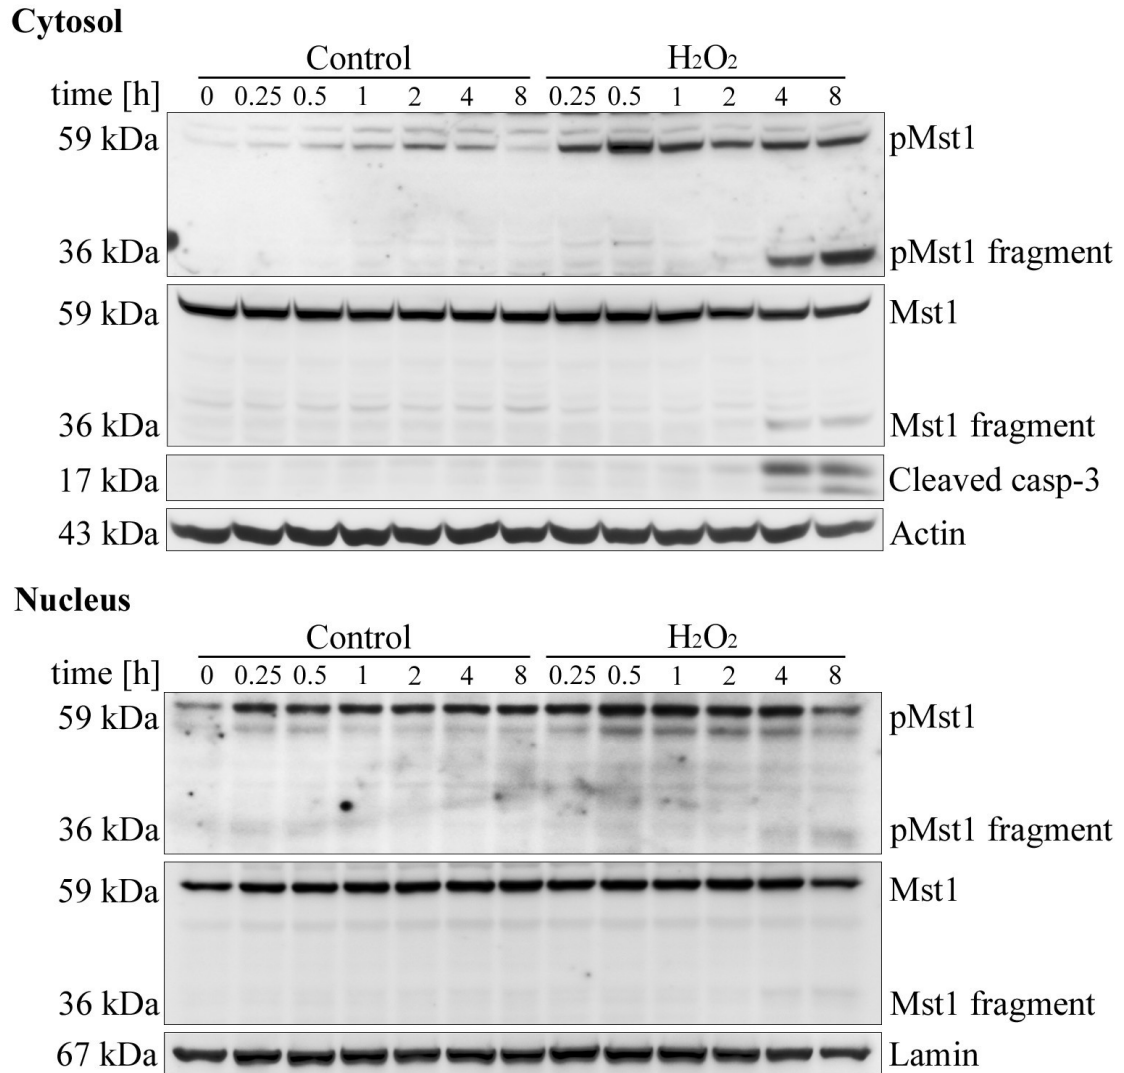 Cytosol
Control H₂O₂
time [h] 0 0.25 0.5 1 2 4 8 0.25 0.5 1 2 4 8
59 kDa pMst1
36 kDa pMst1 fragment
59 kDa Mst1
36 kDa Mst1 fragment
17 kDa Cleaved casp-3
43 kDa Actin
Nucleus
Control H₂O₂
time [h] 0 0.25 0.5 1 2 4 8 0.25 0.5 1 2 4 8
59 kDa pMst1
36 kDa pMst1 fragment
59 kDa Mst1
36 kDa Mst1 fragment
67 kDa Lamin